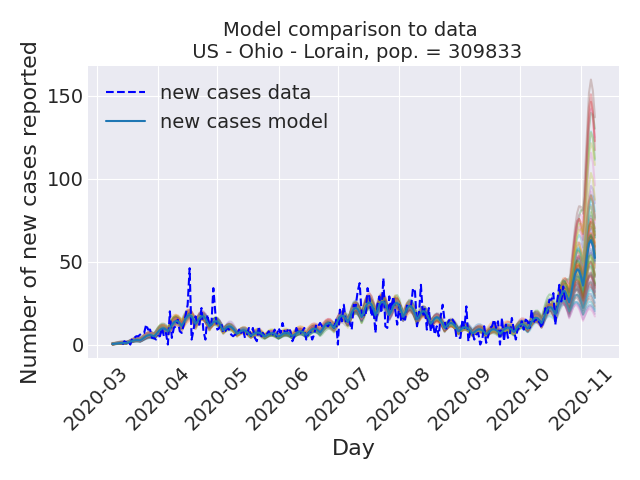 Model comparison to data
US - Ohio - Lorain, pop. = 309833
Number of new cases reported
150
100
50
0
new cases data
new cases model
2020-03
2020-04
2020-05
2020-06
2020-07
2020-08
2020-09
2020-10
2020-11
Day